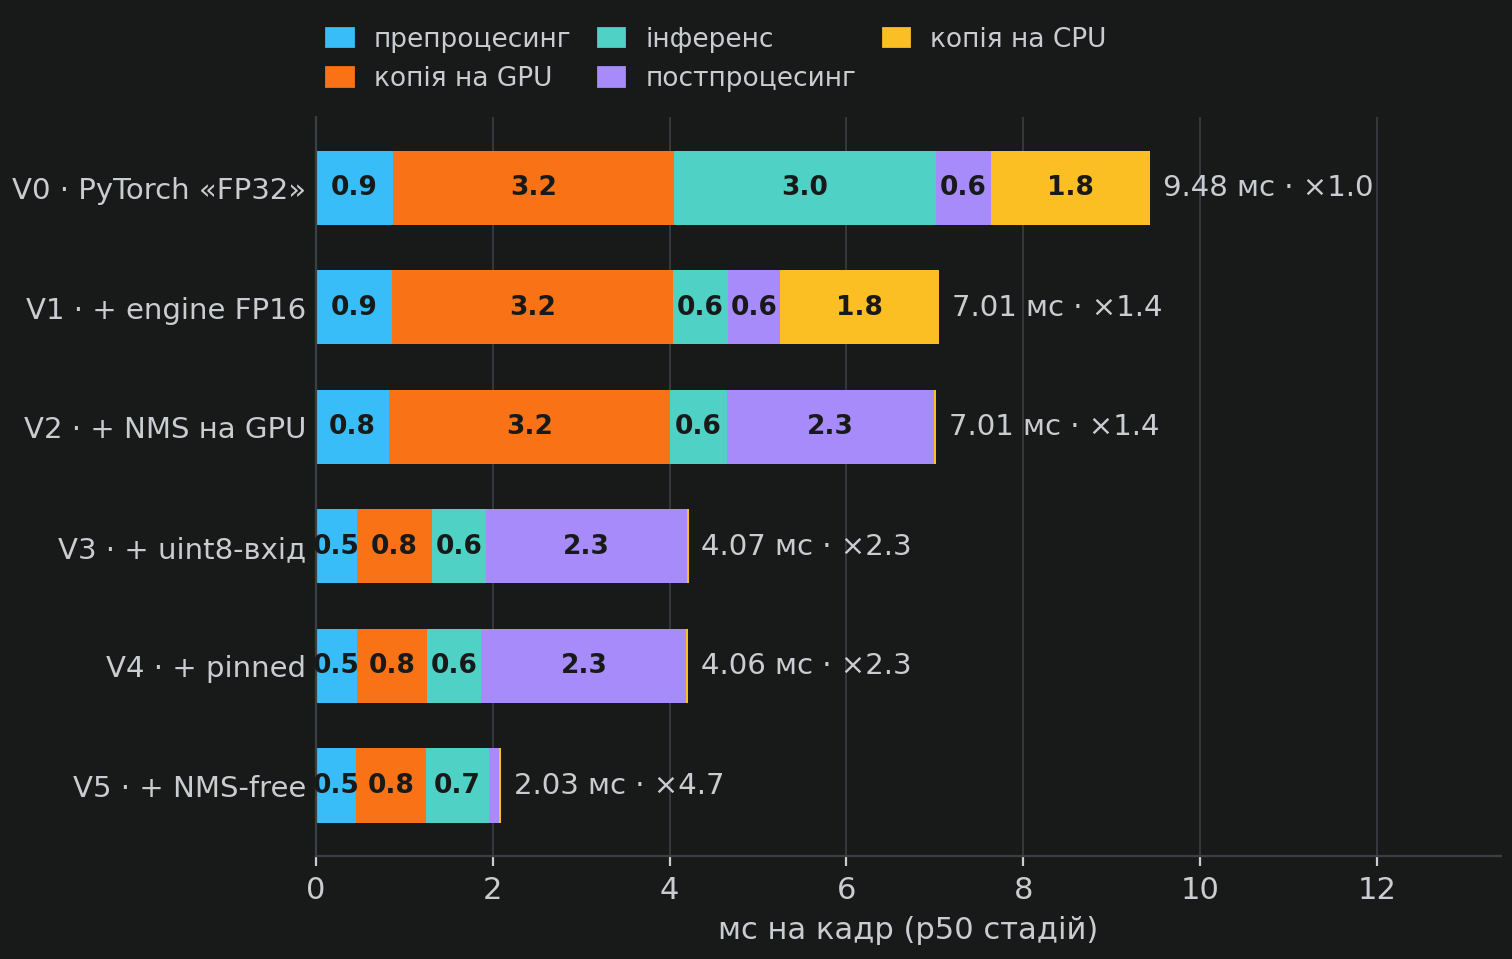 препроцесинг інференс копія на CPU
копія на GPU постпроцесинг
V0 · PyTorch «FP32» 0.9 3.2 3.0 0.6 1.8 9.48 мс · ×1.0
V1 · + engine FP16 0.9 3.2 0.6 0.6 1.8 7.01 мс · ×1.4
V2 · + NMS на GPU 0.8 3.2 0.6 2.3 7.01 мс · ×1.4
V3 · + uint8-вхід 0.5 0.8 0.6 2.3 4.07 мс · ×2.3
V4 · + pinned 0.5 0.8 0.6 2.3 4.06 мс · ×2.3
V5 · + NMS-free 0.5 0.8 0.7 2.03 мс · ×4.7
0 2 4 6 8 10 12
мс на кадр (p50 стадій)